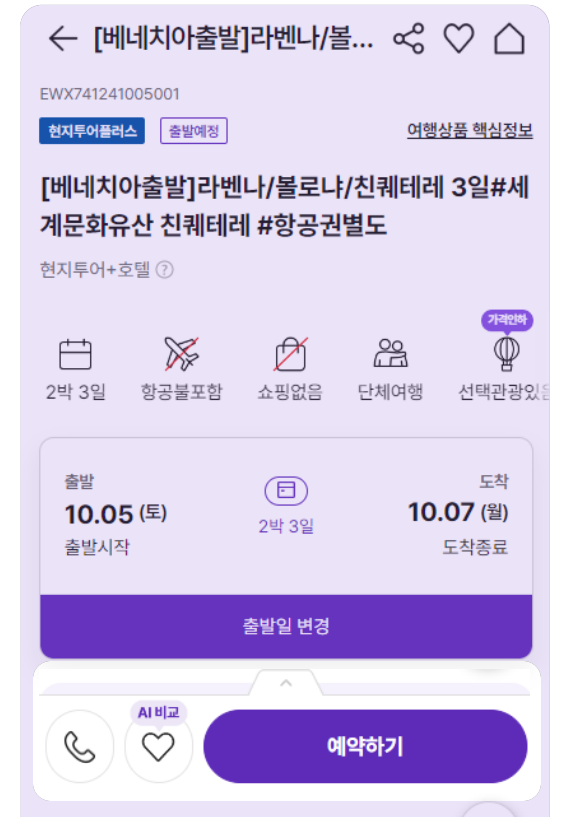 [베네치아출발]라벤나/볼...
EWX741241005001
현지투어플러스 출발예정 여행상품 핵심정보
[베네치아출발]라벤나/볼로냐/친퀘테레 3일#세
계문화유산 친퀘테레 #항공권별도
현지투어+호텔 ?
가격인하
2박 3일 항공불포함 쇼핑없음 단체여행 선택관광있음
출발 도착
10.05 (토) 2박 3일 10.07 (월)
출발시작 도착종료
출발일 변경
AI 비교
예약하기